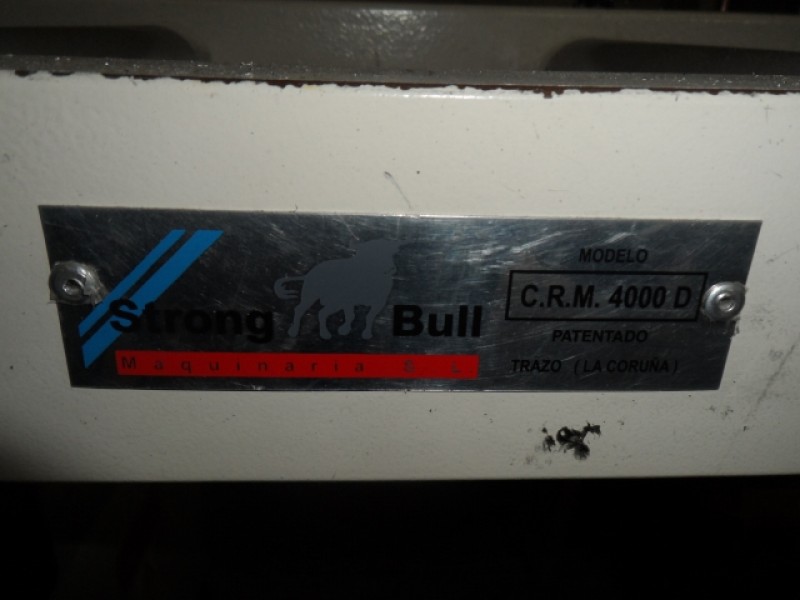 Strong Bull
Maquinaria S L
MODELO
C.R.M. 4000 D
PATENTADO
TRAZO (LA CORUÑA)